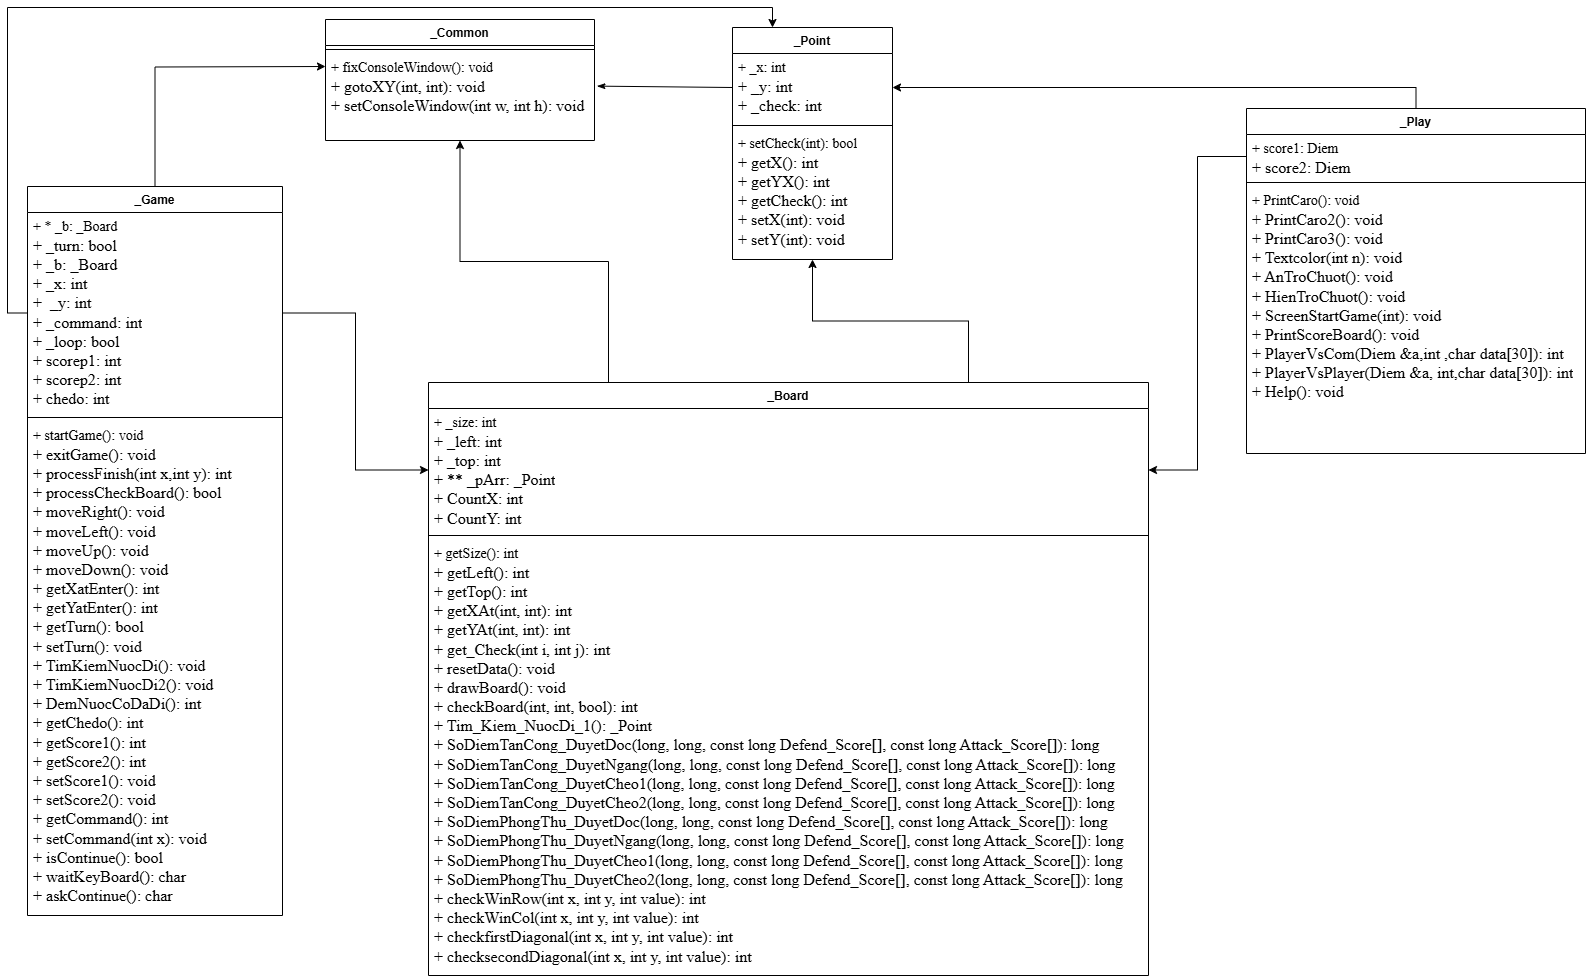 _Common
+ fixConsoleWindow(): void
+ gotoXY(int, int): void
+ setConsoleWindow(int w, int h): void
_Point
+ _x: int
+ _y: int
+ _check: int
+ setCheck(int): bool
+ getX(): int
+ getYX(): int
+ getCheck(): int
+ setX(int): void
+ setY(int): void
_Play
+ score1: Diem
+ score2: Diem
+ PrintCaro(): void
+ PrintCaro2(): void
+ PrintCaro3(): void
+ Textcolor(int n): void
+ AnTroChuot(): void
+ HienTroChuot(): void
+ ScreenStartGame(int): void
+ PrintScoreBoard(): void
+ PlayerVsCom(Diem &a,int ,char data[30]): int
+ PlayerVsPlayer(Diem &a, int,char data[30]): int
+ Help(): void
_Game
+ * _b: _Board
+ _turn: bool
+ _b: _Board
+ _x: int
+  _y: int
+ _command: int
+ _loop: bool
+ scorep1: int
+ scorep2: int
+ chedo: int
+ startGame(): void
+ exitGame(): void
+ processFinish(int x,int y): int
+ processCheckBoard(): bool
+ moveRight(): void
+ moveLeft(): void
+ moveUp(): void
+ moveDown(): void
+ getXatEnter(): int
+ getYatEnter(): int
+ getTurn(): bool
+ setTurn(): void
+ TimKiemNuocDi(): void
+ TimKiemNuocDi2(): void
+ DemNuocCoDaDi(): int
+ getChedo(): int
+ getScore1(): int
+ getScore2(): int
+ setScore1(): void
+ setScore2(): void
+ getCommand(): int
+ setCommand(int x): void
+ isContinue(): bool
+ waitKeyBoard(): char
+ askContinue(): char
_Board
+ _size: int
+ _left: int
+ _top: int
+ ** _pArr: _Point
+ CountX: int
+ CountY: int
+ getSize(): int
+ getLeft(): int
+ getTop(): int
+ getXAt(int, int): int
+ getYAt(int, int): int
+ get_Check(int i, int j): int
+ resetData(): void
+ drawBoard(): void
+ checkBoard(int, int, bool): int
+ Tim_Kiem_NuocDi_1(): _Point
+ SoDiemTanCong_DuyetDoc(long, long, const long Defend_Score[], const long Attack_Score[]): long
+ SoDiemTanCong_DuyetNgang(long, long, const long Defend_Score[], const long Attack_Score[]): long
+ SoDiemTanCong_DuyetCheo1(long, long, const long Defend_Score[], const long Attack_Score[]): long
+ SoDiemTanCong_DuyetCheo2(long, long, const long Defend_Score[], const long Attack_Score[]): long
+ SoDiemPhongThu_DuyetDoc(long, long, const long Defend_Score[], const long Attack_Score[]): long
+ SoDiemPhongThu_DuyetNgang(long, long, const long Defend_Score[], const long Attack_Score[]): long
+ SoDiemPhongThu_DuyetCheo1(long, long, const long Defend_Score[], const long Attack_Score[]): long
+ SoDiemPhongThu_DuyetCheo2(long, long, const long Defend_Score[], const long Attack_Score[]): long
+ checkWinRow(int x, int y, int value): int
+ checkWinCol(int x, int y, int value): int
+ checkfirstDiagonal(int x, int y, int value): int
+ checksecondDiagonal(int x, int y, int value): int